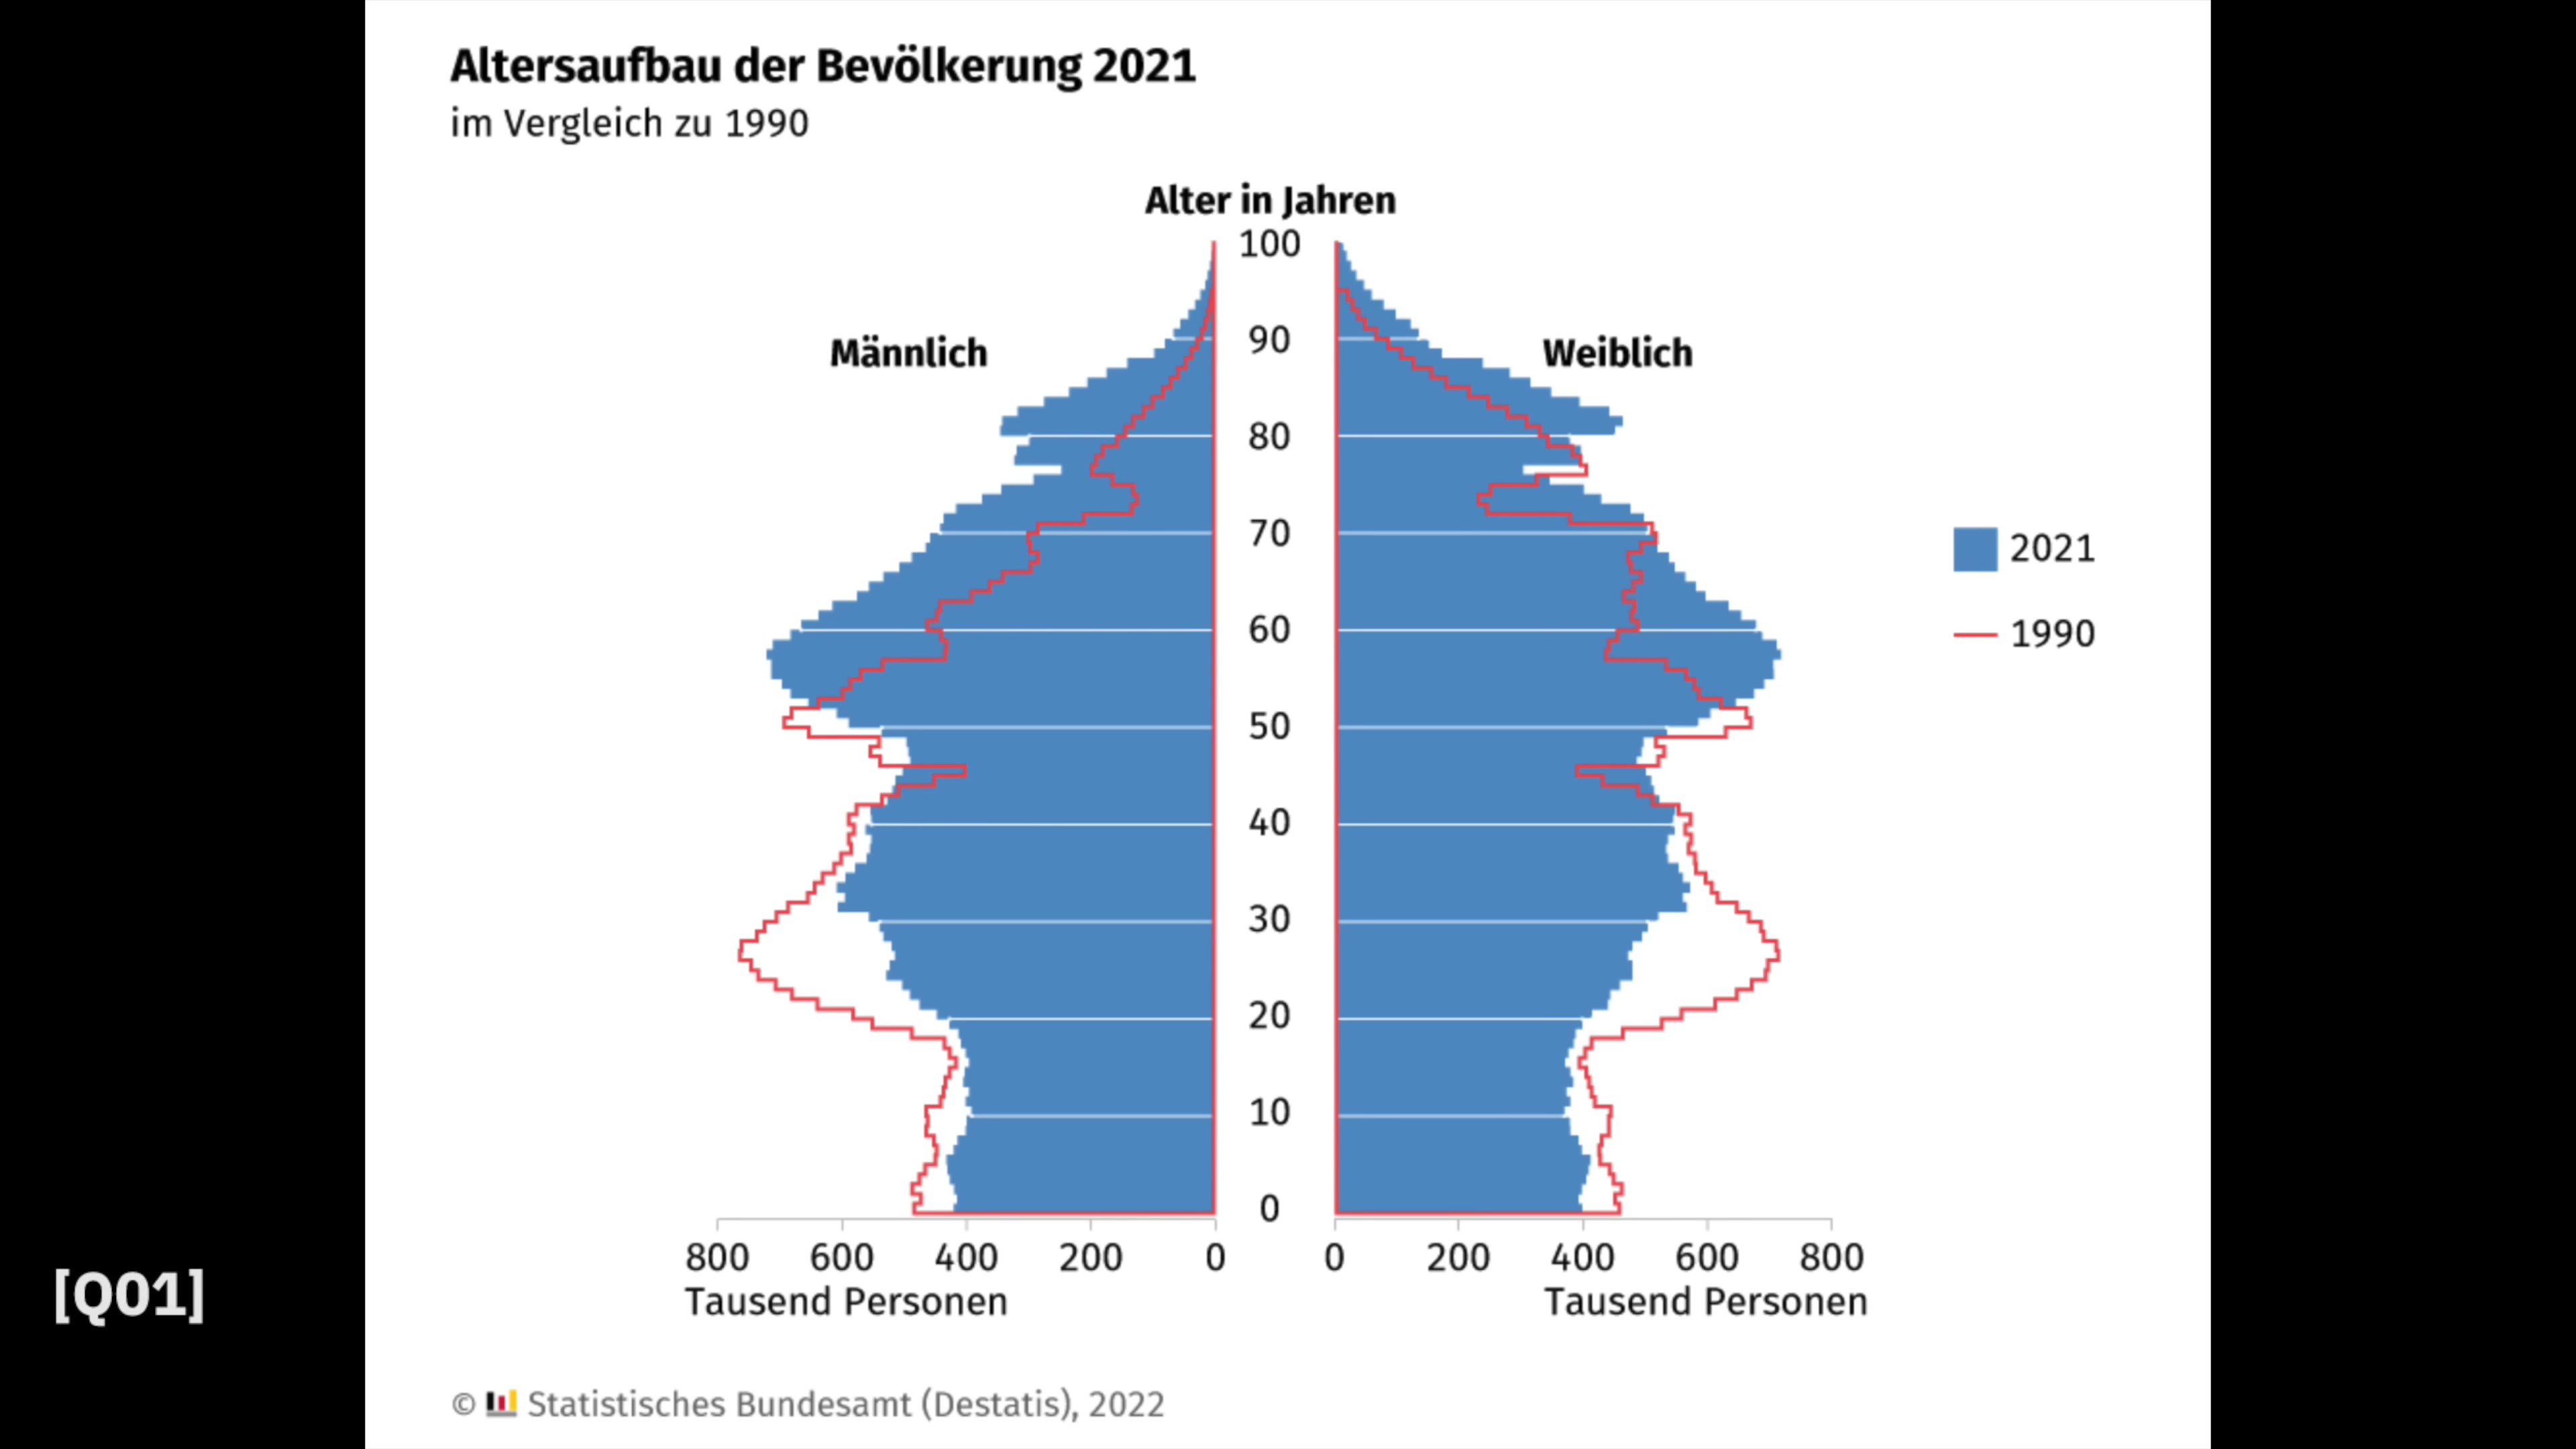 Altersaufbau der Bevölkerung 2021
im Vergleich zu 1990
Alter in Jahren
100
90
Männlich
Weiblich
80
70
2021
60
1990
50
40
30
20
10
0
800 600 400 200 0
0 200 400 600 800
Tausend Personen
Tausend Personen
[Q01]
© Statistisches Bundesamt (Destatis), 2022